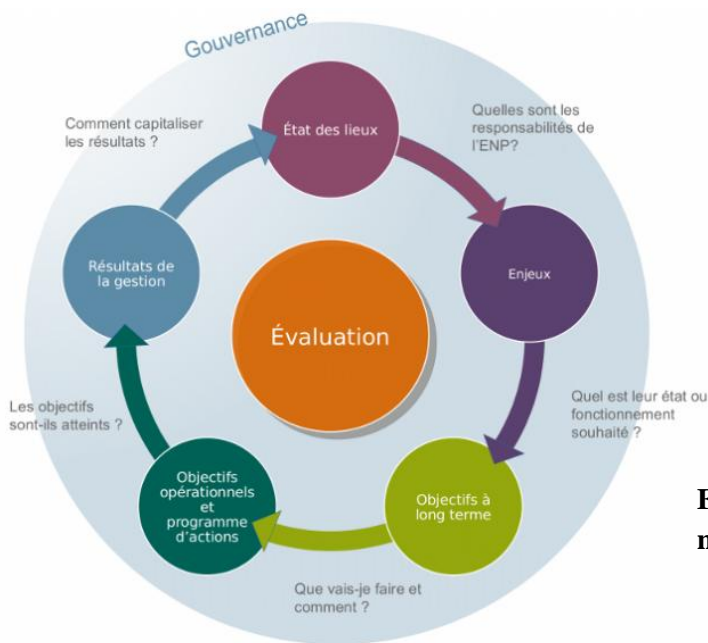 Gouvernance
Comment capitaliser
les résultats ?
État des lieux
Quelles sont les
responsabilités de
l'ENP?
Résultats de
la gestion
Enjeux
Évaluation
Les objectifs
sont-ils atteints ?
Quel est leur état ou
fonctionnement
souhaité ?
Objectifs
opérationnels
et
programme
d'actions
Objectifs à
long terme
Que vais-je faire et
comment ?